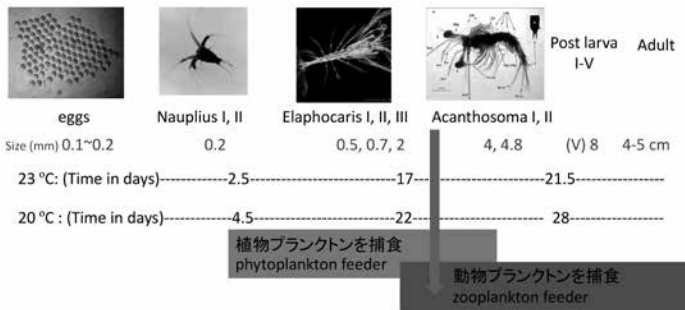 Post larva
I-V
Adult
eggs
Nauplius I, II
Elaphocaris I, II, III
Acanthosoma I, II
Size (mm) 0.1~0.2
0.2
0.5, 0.7, 2
4, 4.8
(V) 8
4-5 cm
23 °C: (Time in days)-----------------------2.5-----------------------17-----------------------21.5----------------
20 °C : (Time in days)----------------------4.5-----------------------22-----------------------28-----------------
植物プランクトンを捕食
phytoplankton feeder
動物プランクトンを捕食
zooplankton feeder